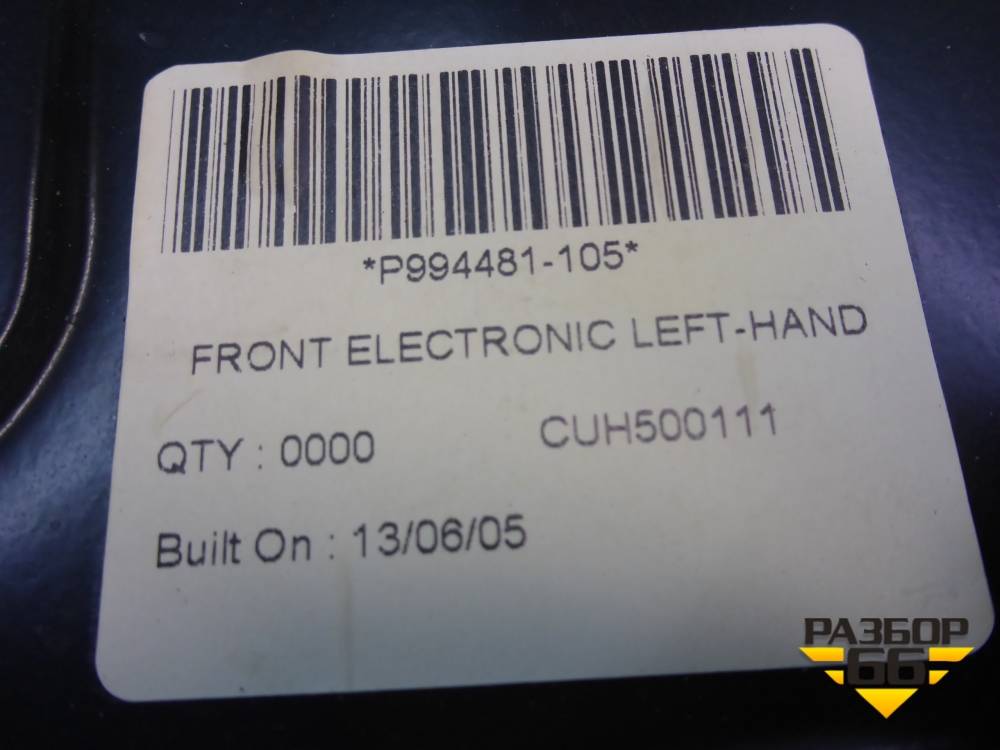 *P994481-105*
FRONT ELECTRONIC LEFT-HAND
QTY : 0000 CUH500111
Built On : 13/06/05
РАЗБОР
66